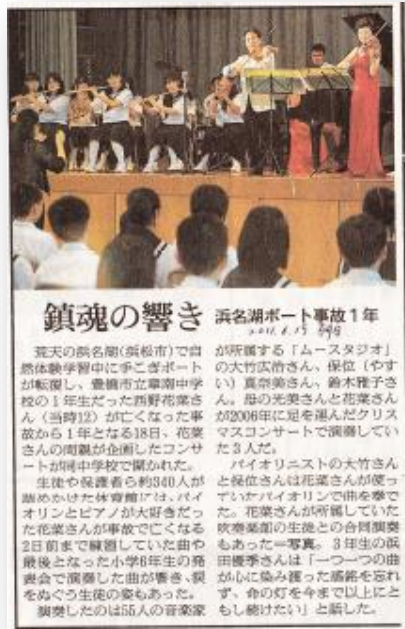 鎮魂の響き
浜名湖ボート事故1年
2011.6.19
荒天の浜名湖(浜松市)で自
然体験学習中に手こぎボート
が転覆し、豊橋市立章南中学
校の1年生だった西野花菜さ
ん(当時12)が亡くなった事
故から1年となる18日、花菜
さんの両親が企画したコンサ
ートが同中学校で開かれた。
生徒や保護者ら約340人が
詰めかけた体育館には、バイ
オリンとピアノが大好きだっ
た花菜さんが事故で亡くなる
2日前まで練習していた曲や
最後となった小学6年生の発
表会で演奏した曲が響き、涙
をぬぐう生徒の姿もあった。
演奏したのは55人の音楽家
が所属する「ムースタジオ」
の大竹広治さん、保位(やす
い)真奈美さん、鈴木雅子さ
ん。母の光美さんと花菜さん
が2006年に足を運んだクリス
マスコンサートで演奏してい
た3人だ。
バイオリニストの大竹さん
と保位さんは花菜さんが使っ
ていたバイオリンで曲を奏で
た。花菜さんが所属していた
吹奏楽部の生徒との合同演奏
もあった=写真。3年生の浜
田優季さんは「一つ一つの曲
が心に染み渡った感銘を忘れ
ず、命の灯を今まで以上にと
もし続けたい」と話した。